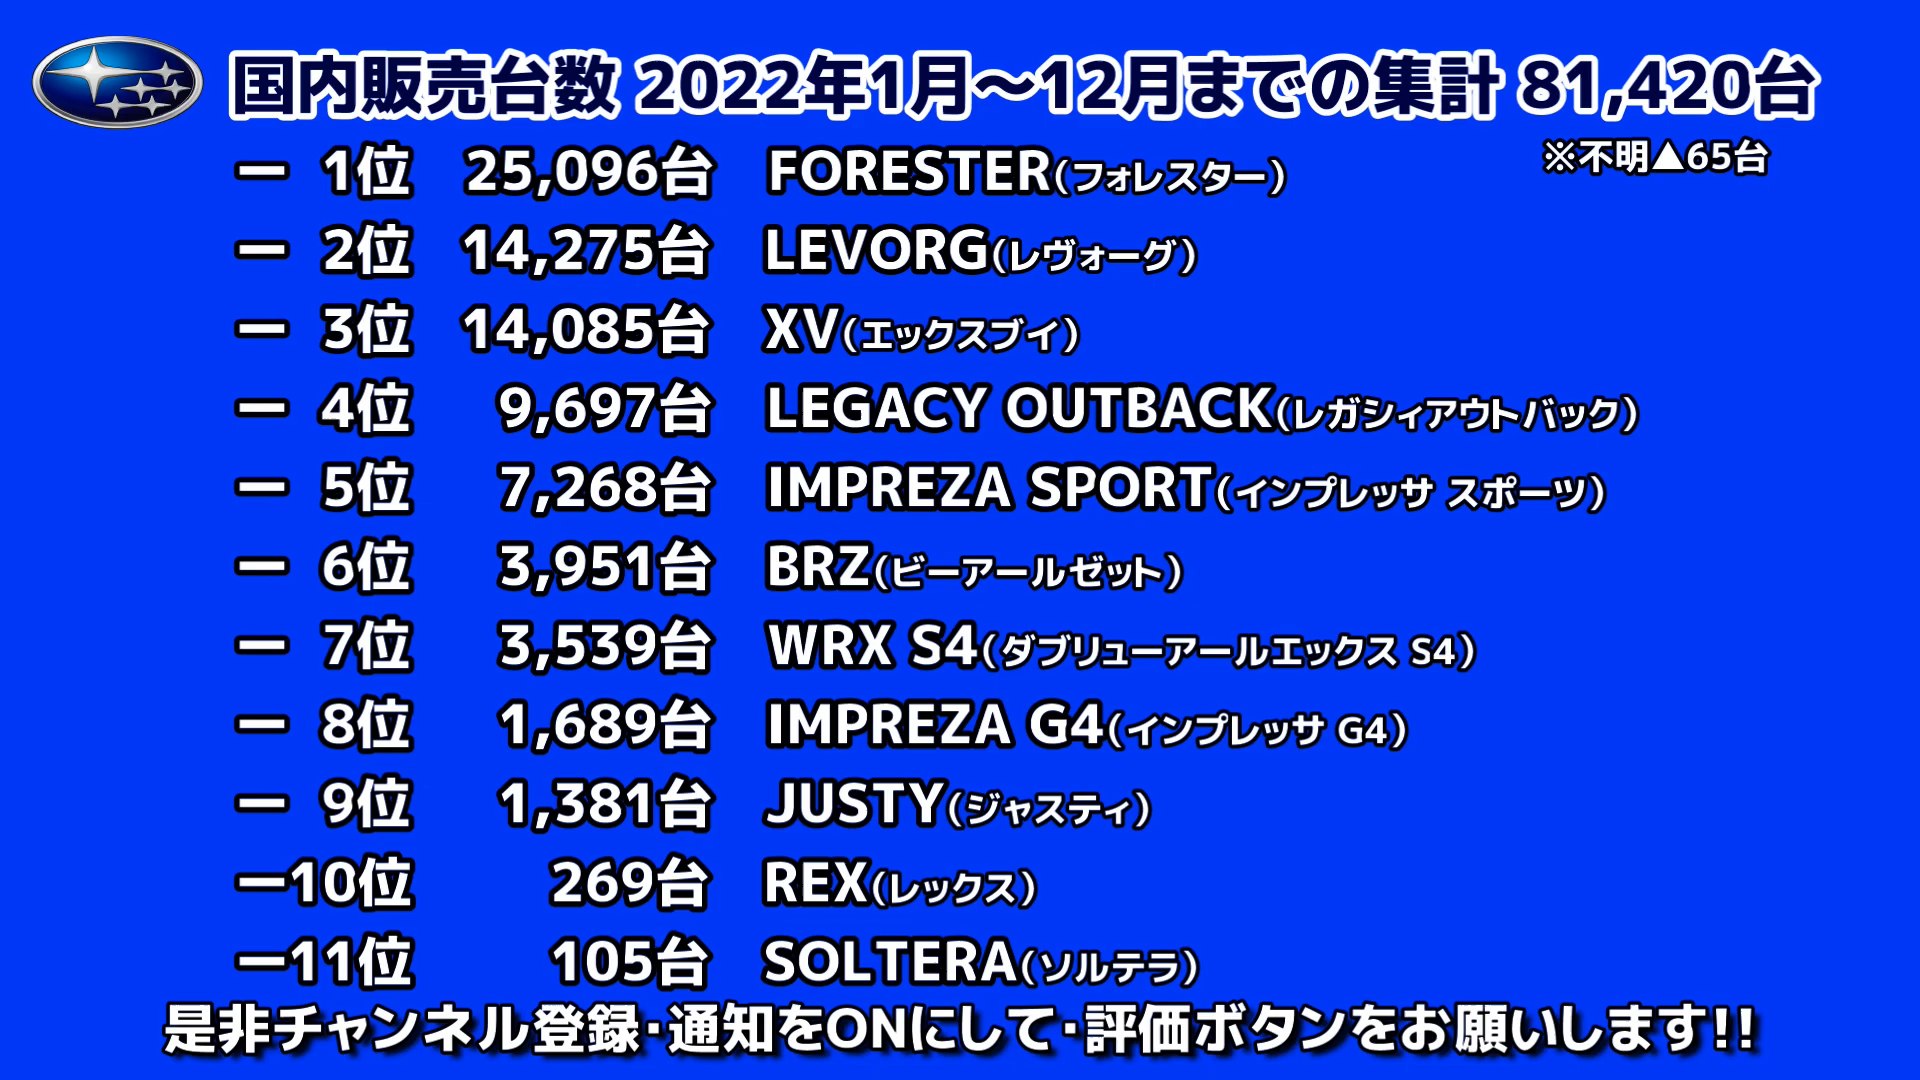 国内販売台数 2022年1月～12月までの集計 81,420台
※不明▲65台
ー 1位 25,096台 FORESTER(フォレスター)
ー 2位 14,275台 LEVORG(レヴォーグ)
ー 3位 14,085台 XV(エックスブイ)
ー 4位 9,697台 LEGACY OUTBACK(レガシィアウトバック)
ー 5位 7,268台 IMPREZA SPORT(インプレッサ スポーツ)
ー 6位 3,951台 BRZ(ビーアールゼット)
ー 7位 3,539台 WRX S4(ダブリューアールエックス S4)
ー 8位 1,689台 IMPREZA G4(インプレッサ G4)
ー 9位 1,381台 JUSTY(ジャスティ)
ー10位 269台 REX(レックス)
ー11位 105台 SOLTERA(ソルテラ)
是非チャンネル登録・通知をONにして・評価ボタンをお願いします!!